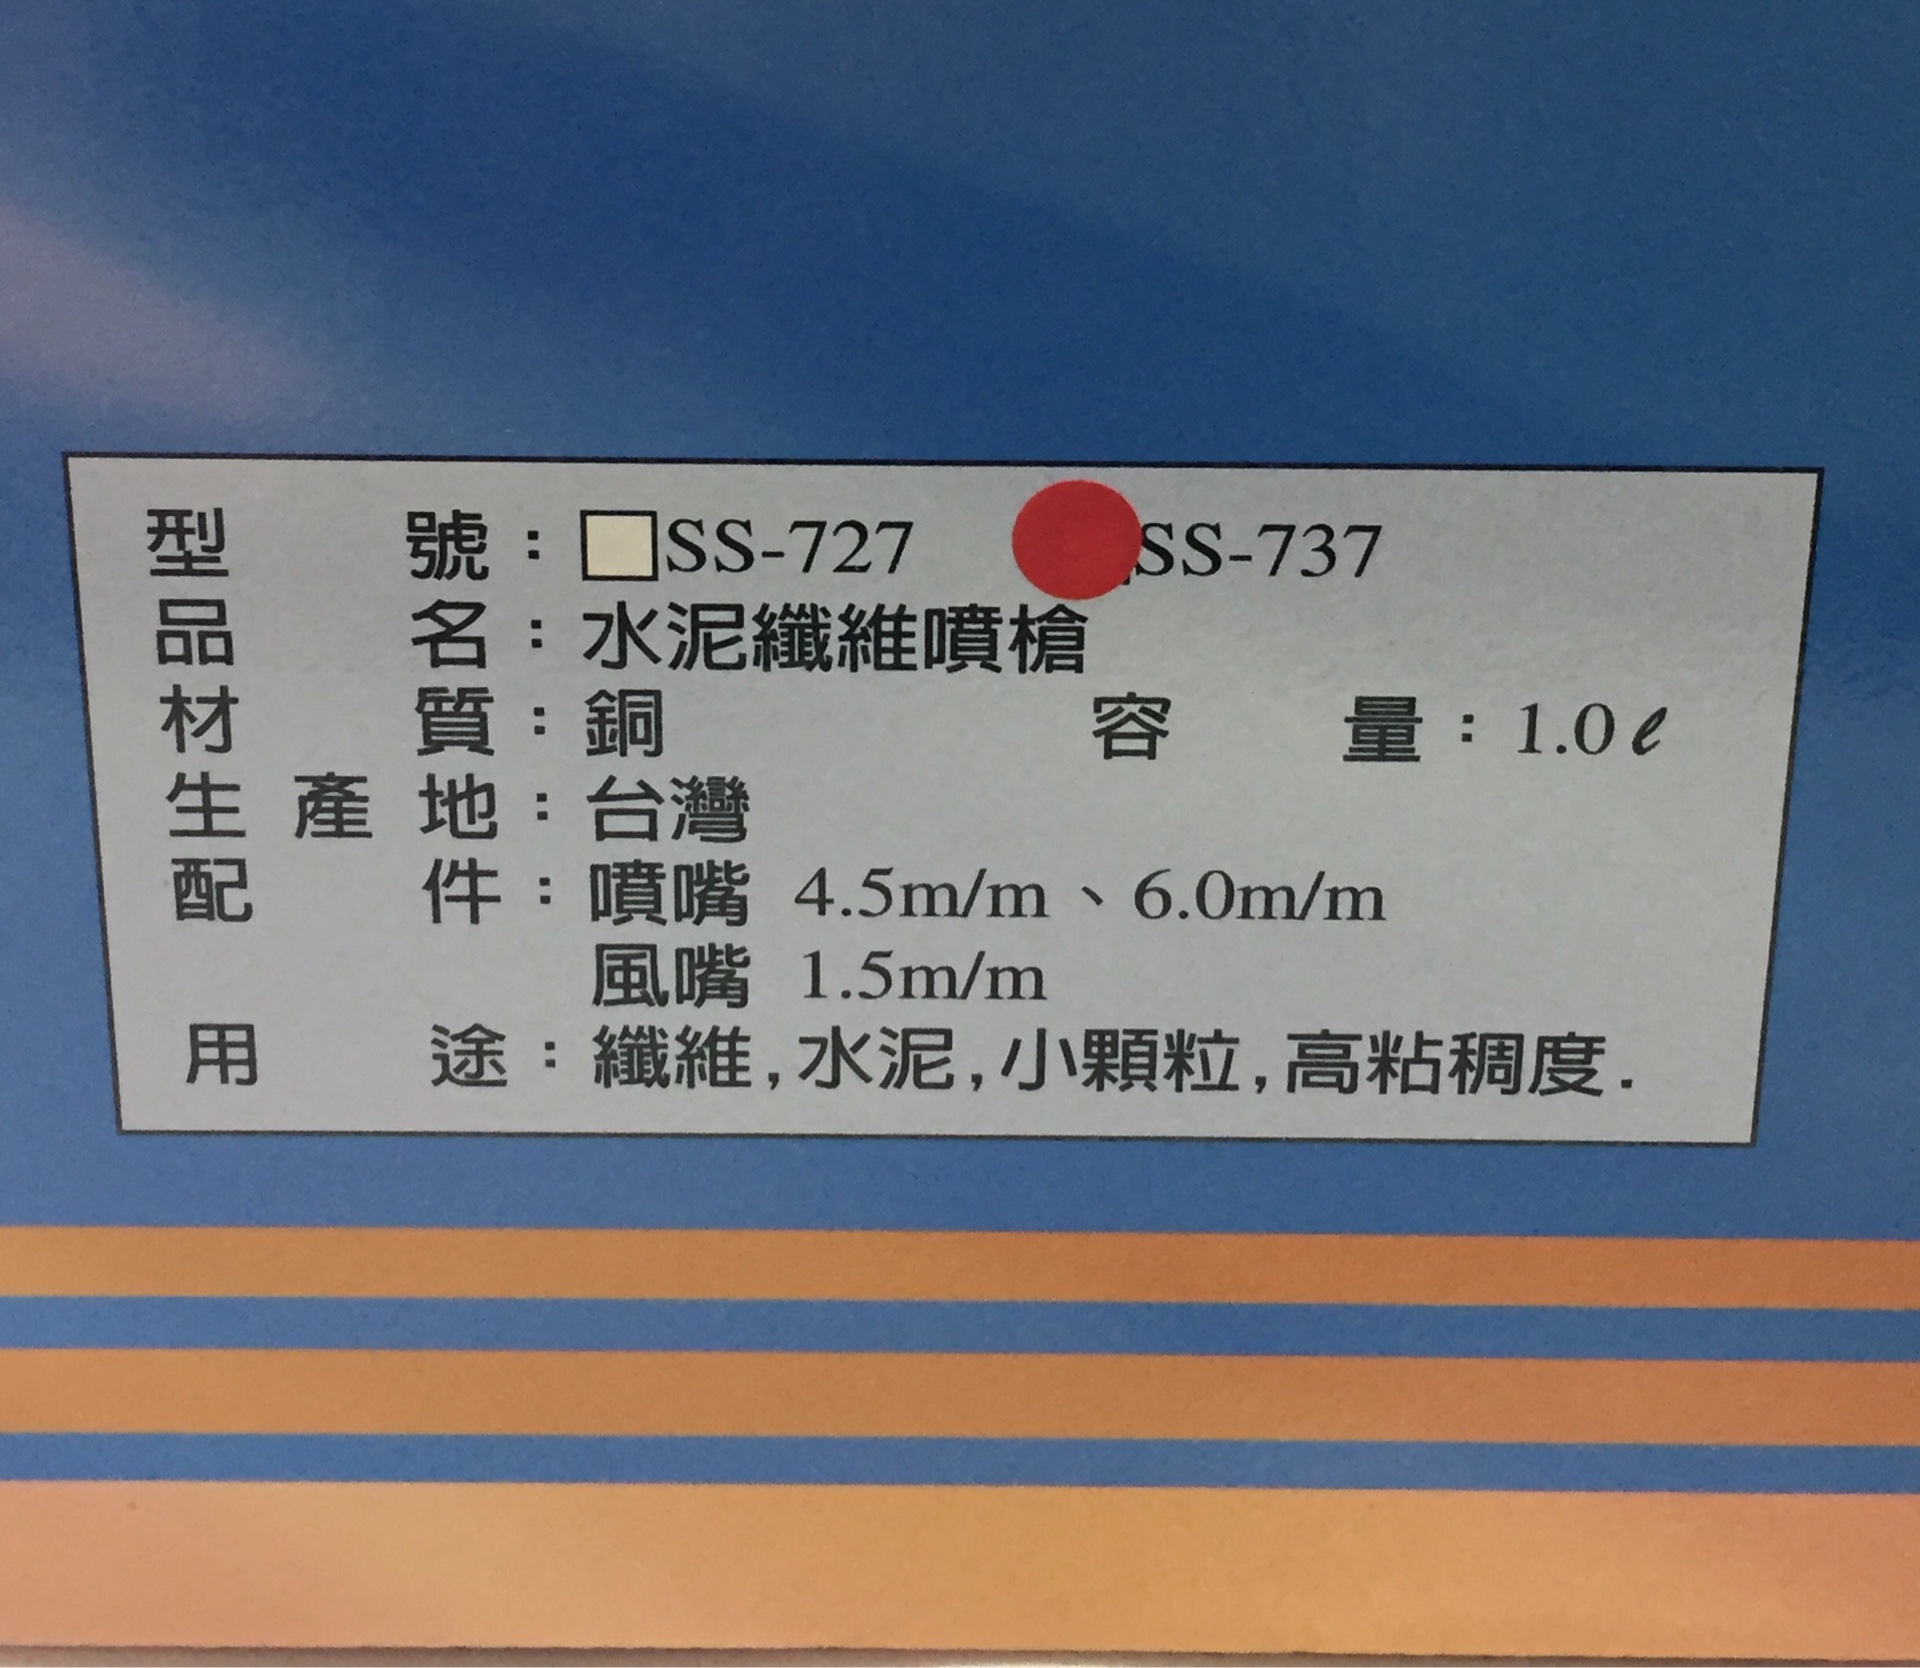 型號：SS-727 SS-737
品名：水泥纖維噴槍
材質：銅 容量：1.0ℓ
生產地：台灣
配件：噴嘴 4.5m/m、6.0m/m
風嘴 1.5m/m
用途：纖維,水泥,小顆粒,高粘稠度.